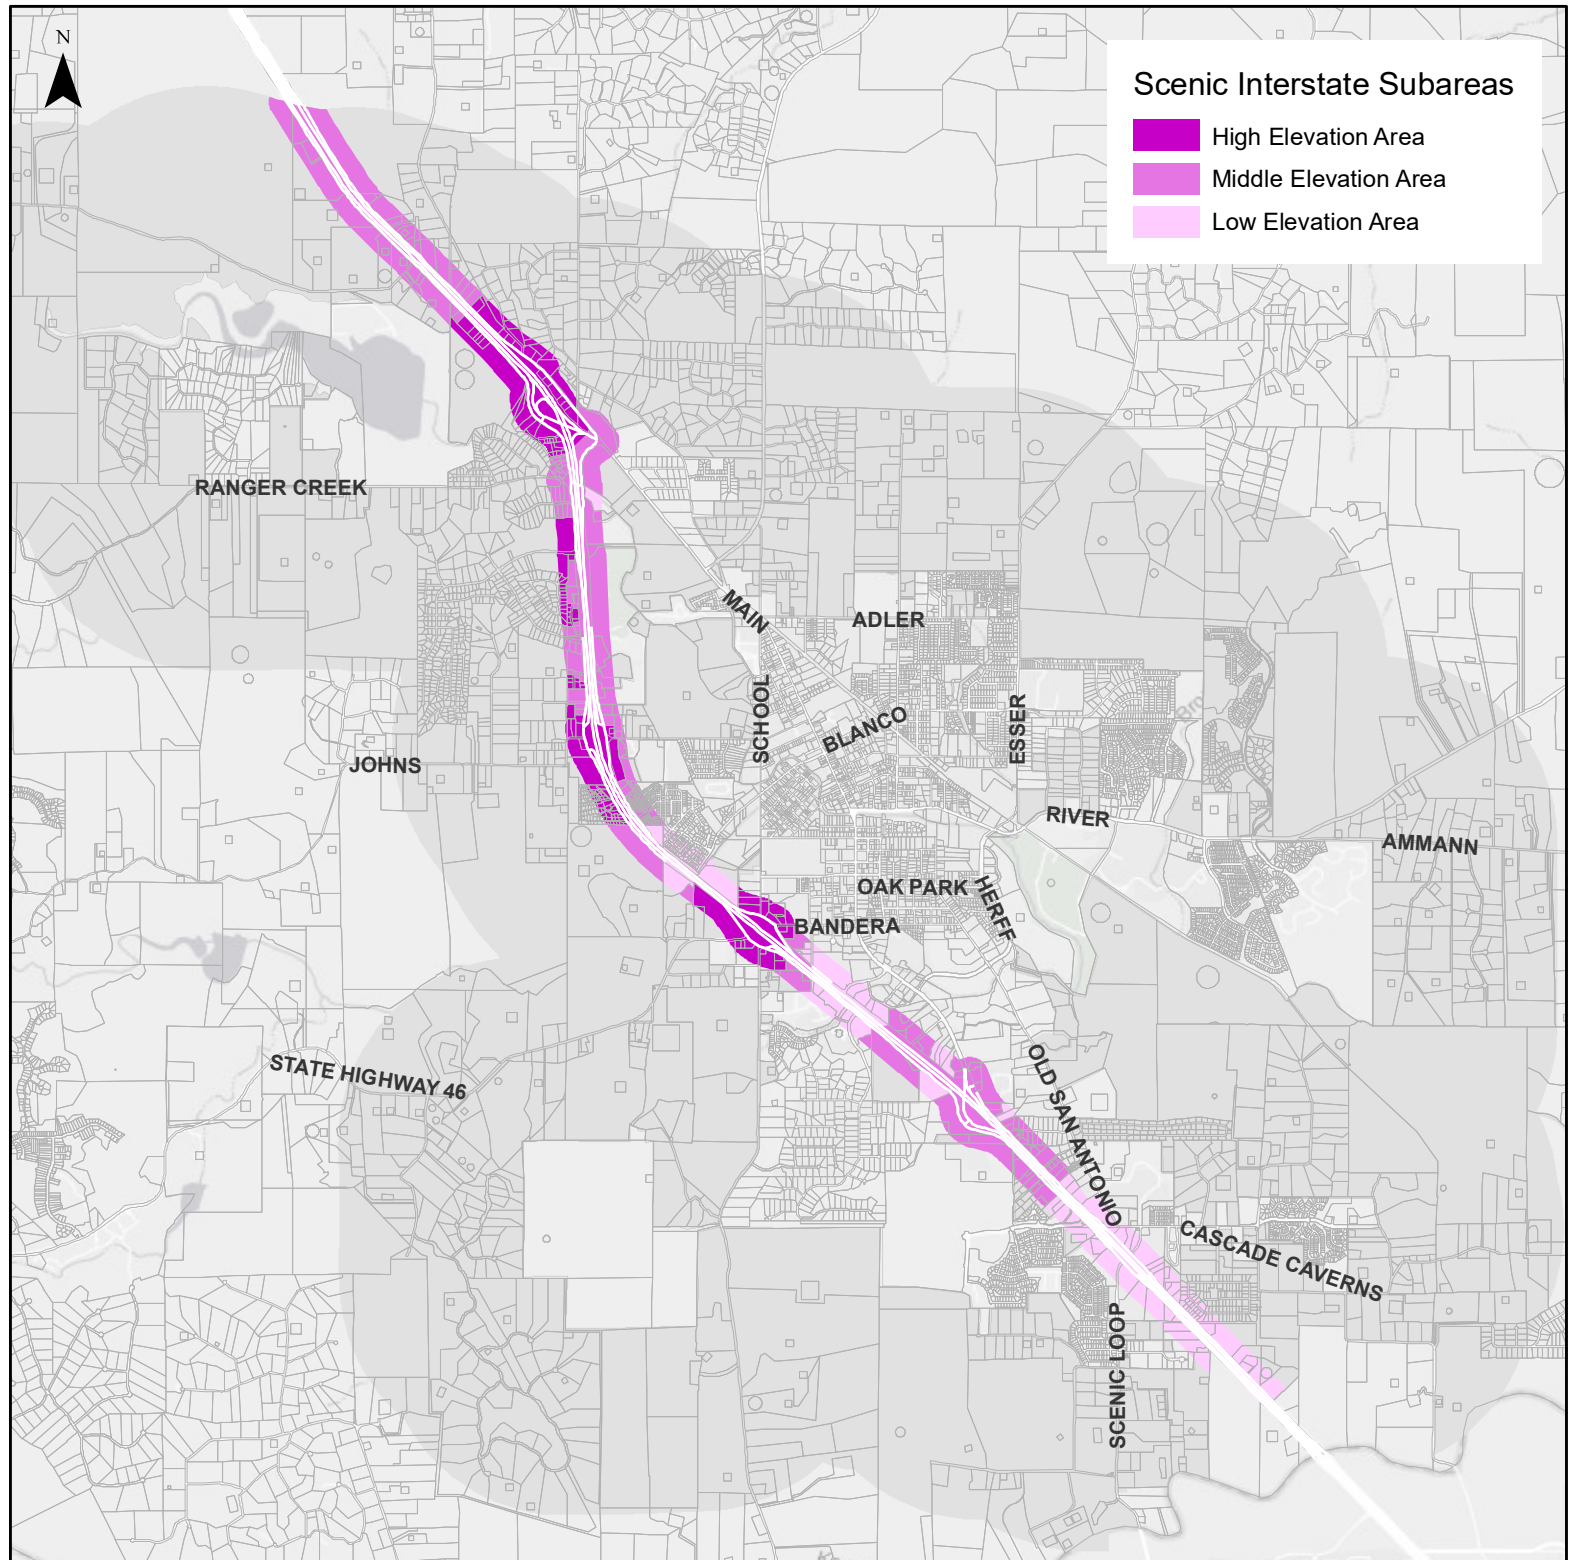 N
Scenic Interstate Subareas
High Elevation Area
Middle Elevation Area
Low Elevation Area
RANGER CREEK
MAIN
ADLER
SCHOOL
BLANCO
ESSER
JOHNS
RIVER
AMMANN
OAK PARK
HERFF
BANDERA
STATE HIGHWAY 46
OLD SAN ANTONIO
CASCADE CAVERNS
SCENIC LOOP